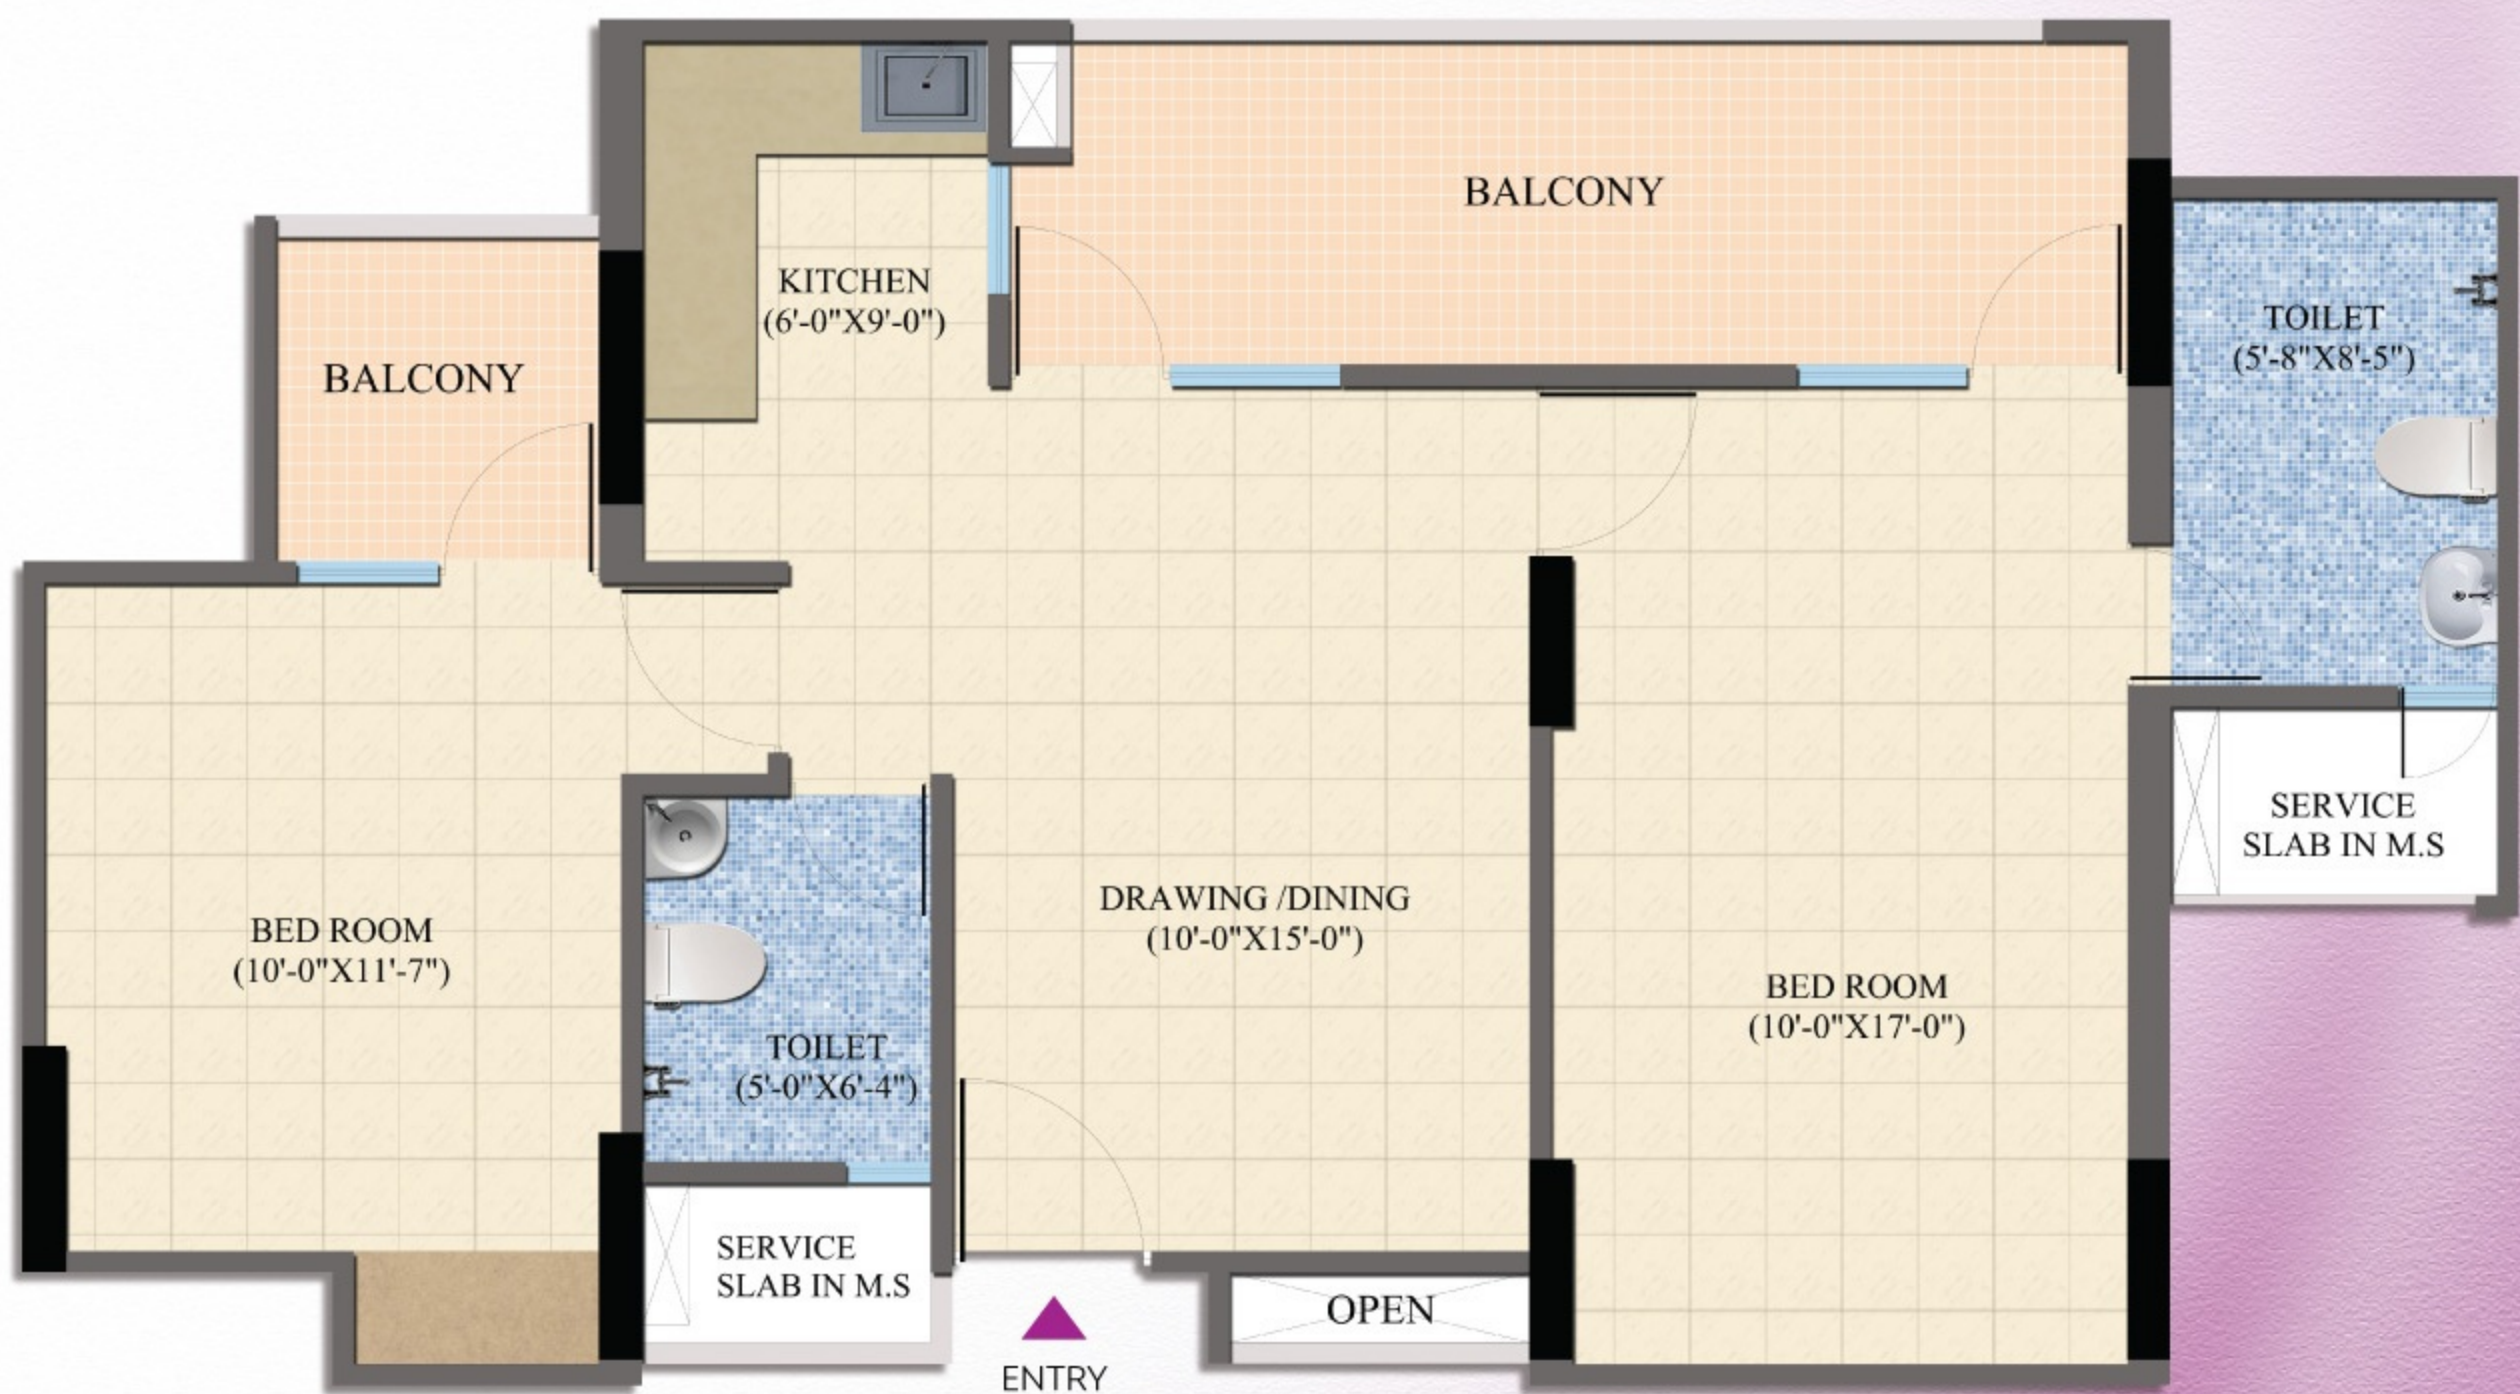 BALCONY
KITCHEN
(6'-0"X9'-0")
TOILET
(5'-8"X8'-5")
BALCONY
SERVICE
SLAB IN M.S
DRAWING /DINING
(10'-0"X15'-0")
BED ROOM
(10'-0"X11'-7")
BED ROOM
(10'-0"X17'-0")
TOILET
(5'-0"X6'-4")
SERVICE
SLAB IN M.S
OPEN
ENTRY